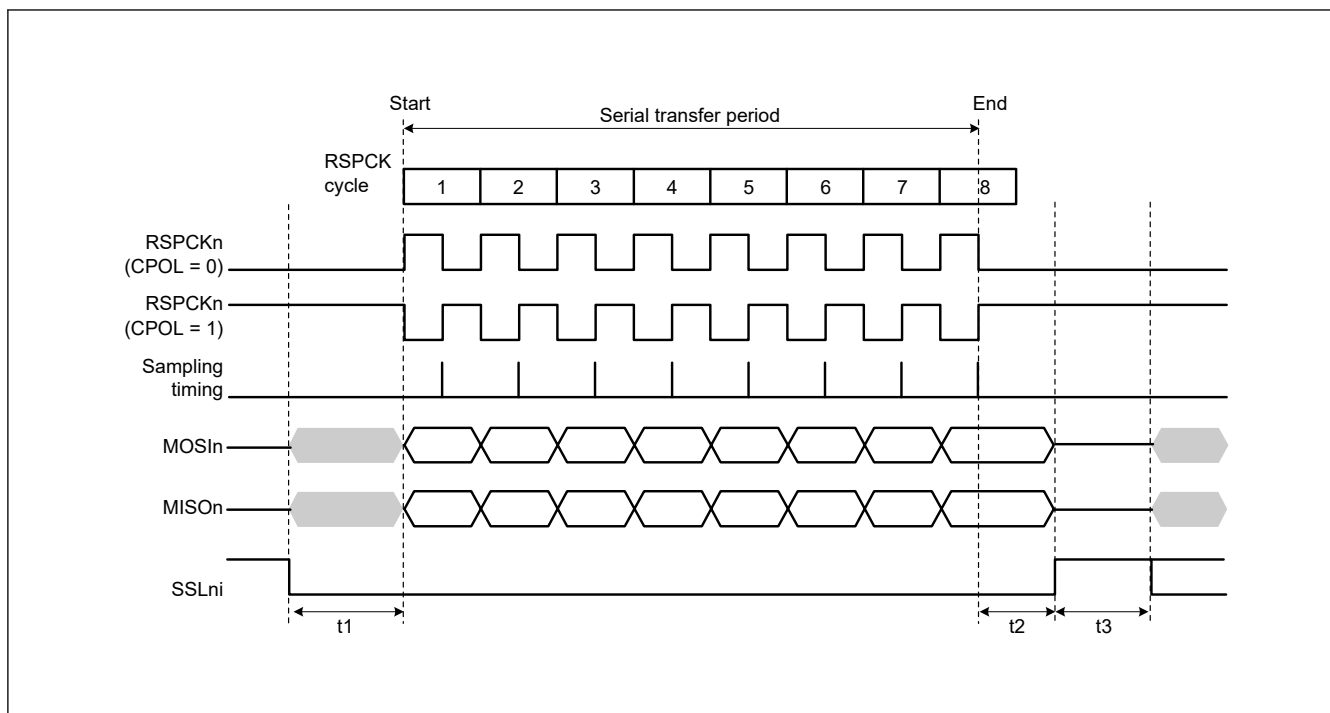 Start
End
Serial transfer period
RSPCK
cycle
1 2 3 4 5 6 7 8
RSPCKn
(CPOL = 0)
RSPCKn
(CPOL = 1)
Sampling
timing
MOSIn
MISOn
SSLni
t1
t2
t3